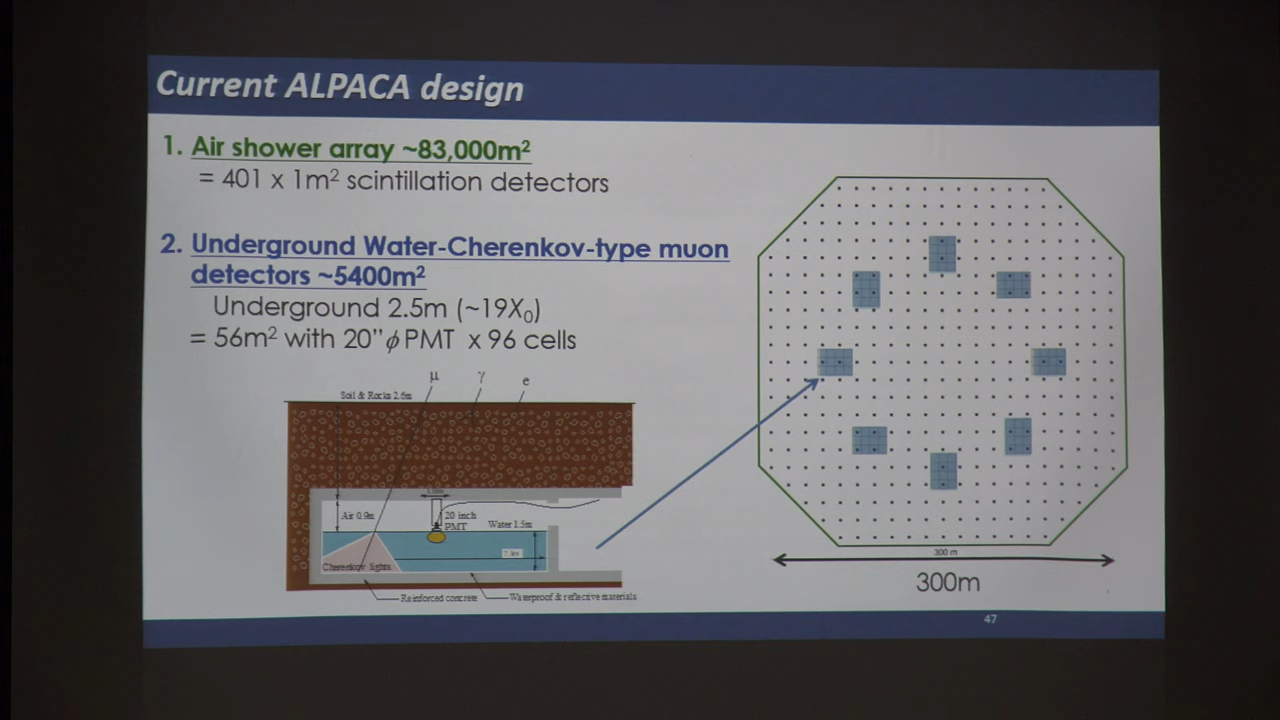 Current ALPACA design
1. Air shower array ~83,000m²
= 401 x 1m² scintillation detectors
2. Underground Water-Cherenkov-type muon
detectors ~5400m²
Underground 2.5m (~19X₀)
= 56m² with 20”ϕ PMT x 96 cells
μ γ e
Soil & Rocks 2.6m
Air 0.9m
20 inch
PMT
Water 1.5m
Cherenkov lights
Reinforced concrete
Waterproof & reflective materials
300 m
300m
47